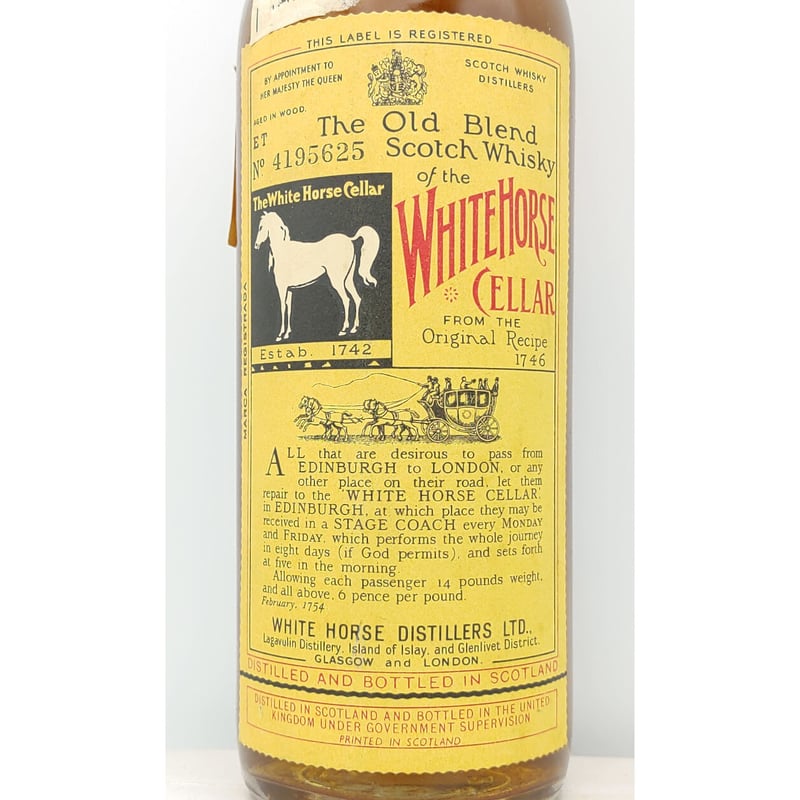 THIS LABEL IS REGISTERED
BY APPOINTMENT TO
HER MAJESTY THE QUEEN
SCOTCH WHISKY
DISTILLERS
AGED IN WOOD.
ET
No 4195625
The Old Blend
Scotch Whisky
of the
WHITE HORSE
CELLAR
FROM THE
Original Recipe
1746
The White Horse Cellar
Estab. 1742
MARCA REGISTRADA
ALL that are desirous to pass from
EDINBURGH to LONDON, or any
other place on their road, let them
repair to the "WHITE HORSE CELLAR"
in EDINBURGH, at which place they may be
received in a STAGE COACH every MONDAY
and FRIDAY, which performs the whole journey
in eight days (if God permits), and sets forth
at five in the morning.
Allowing each passenger 14 pounds weight,
and all above, 6 pence per pound.
February, 1754
WHITE HORSE DISTILLERS LTD.,
Lagavulin Distillery, Island of Islay, and Glenlivet District.
GLASGOW and LONDON.
DISTILLED AND BOTTLED IN SCOTLAND
DISTILLED IN SCOTLAND AND BOTTLED IN THE UNITED
KINGDOM UNDER GOVERNMENT SUPERVISION
PRINTED IN SCOTLAND